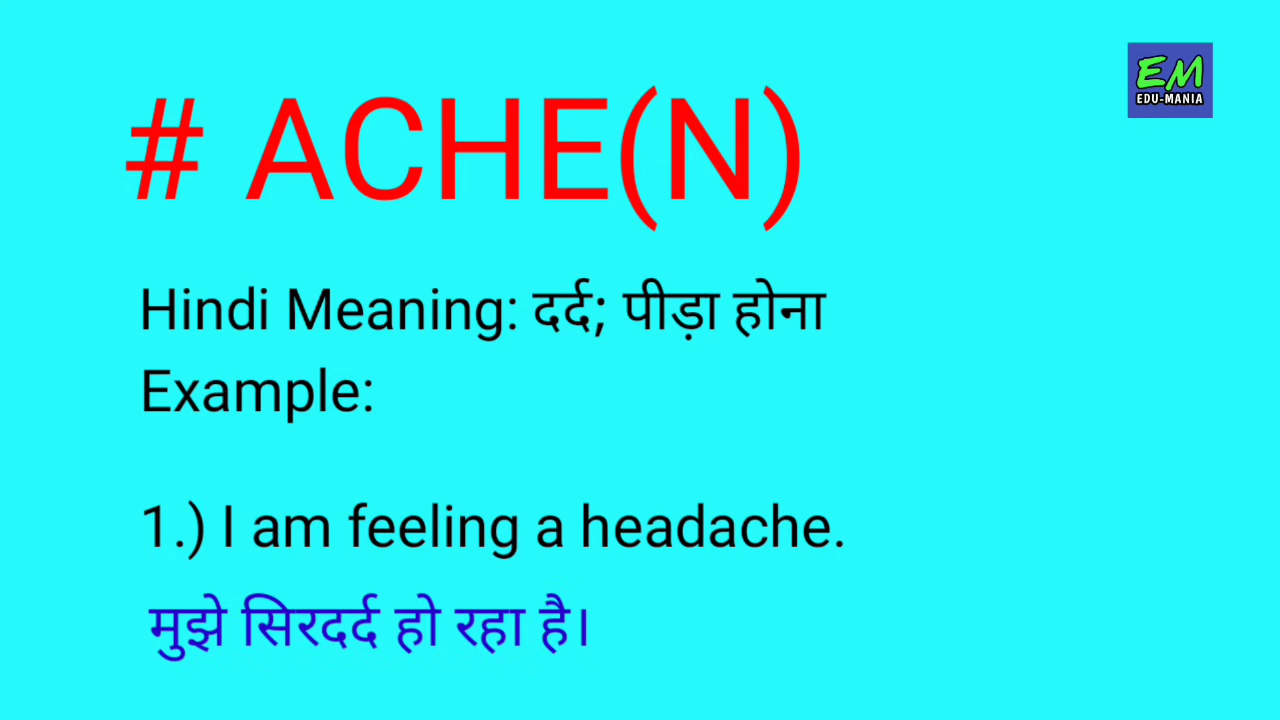 EM
EDU-MANIA
# ACHE(N)
Hindi Meaning: दर्द; पीड़ा होना
Example:
1.) I am feeling a headache.
मुझे सिरदर्द हो रहा है।